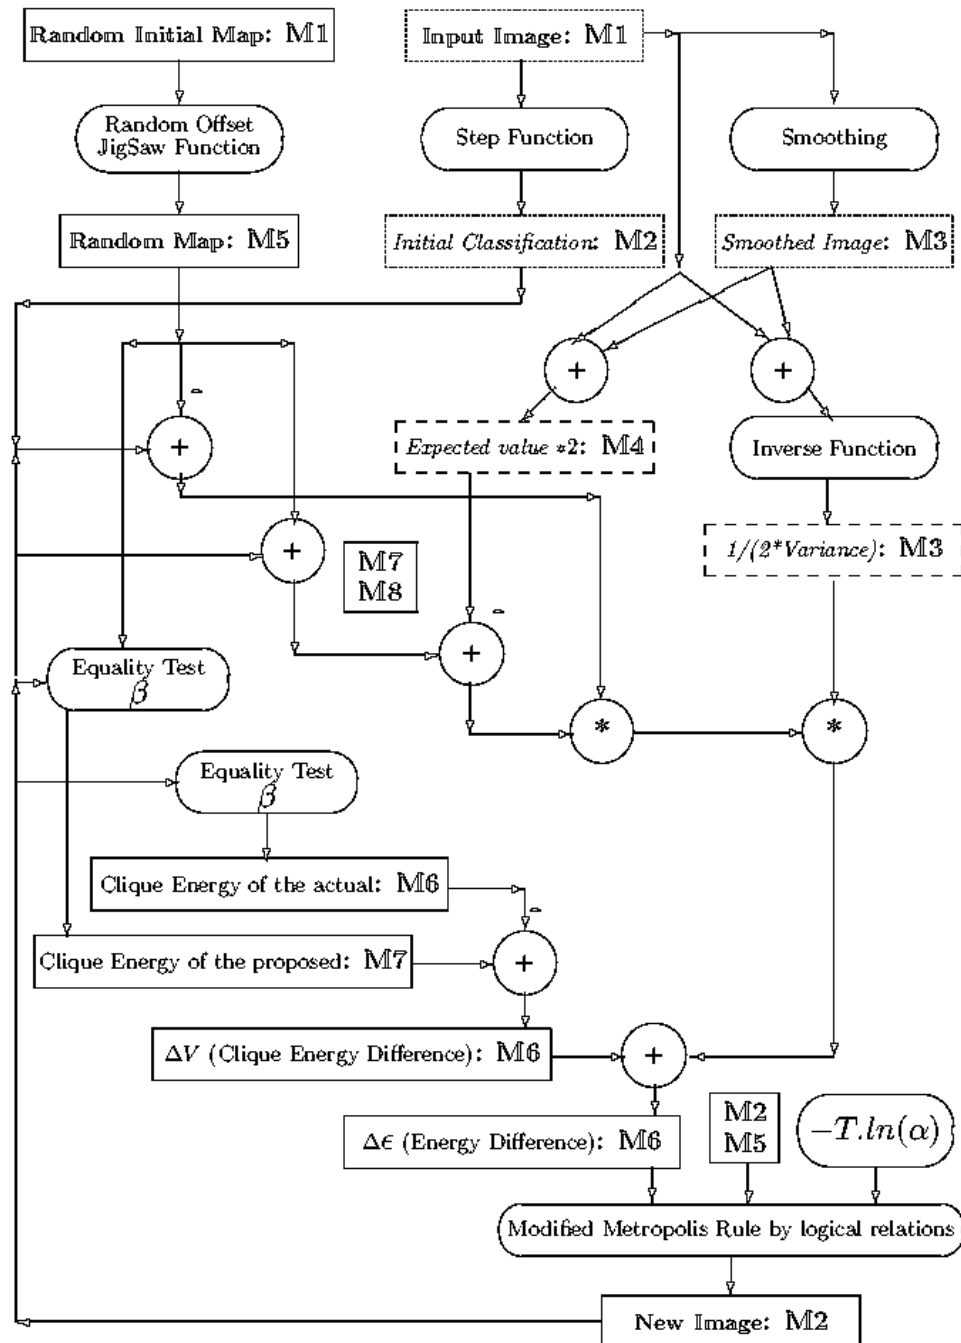 Random Initial Map: M1
Input Image: M1
Random Offset
JigSaw Function
Step Function
Smoothing
Random Map: M5
Initial Classification: M2
Smoothed Image: M3
+
+
-
+
Expected value *2: M4
Inverse Function
+
M7
M8
1/(2*Variance): M3
-
+
Equality Test
β
*
*
Equality Test
β
Clique Energy of the actual: M6
-
Clique Energy of the proposed: M7
+
ΔV (Clique Energy Difference): M6
+
Δϵ (Energy Difference): M6
M2
M5
−T.ln(α)
Modified Metropolis Rule by logical relations
New Image: M2